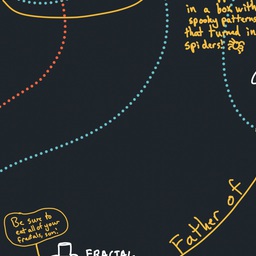 in a box with
spooky patterns
that turned in
spiders!
Father of
Be sure to
eat all of your
fractals, son!
FRACTAL